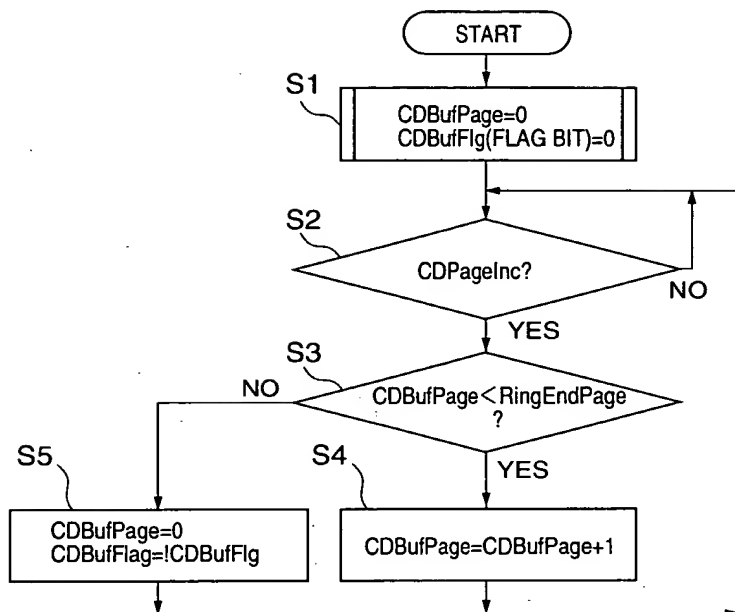 START
S1
CDBufPage=0
CDBufFlg(FLAG BIT)=0
S2
CDPageInc?
NO
YES
S3
NO
CDBufPage<RingEndPage
?
S5
S4
YES
CDBufPage=0
CDBufFlag=!CDBufFlg
CDBufPage=CDBufPage+1